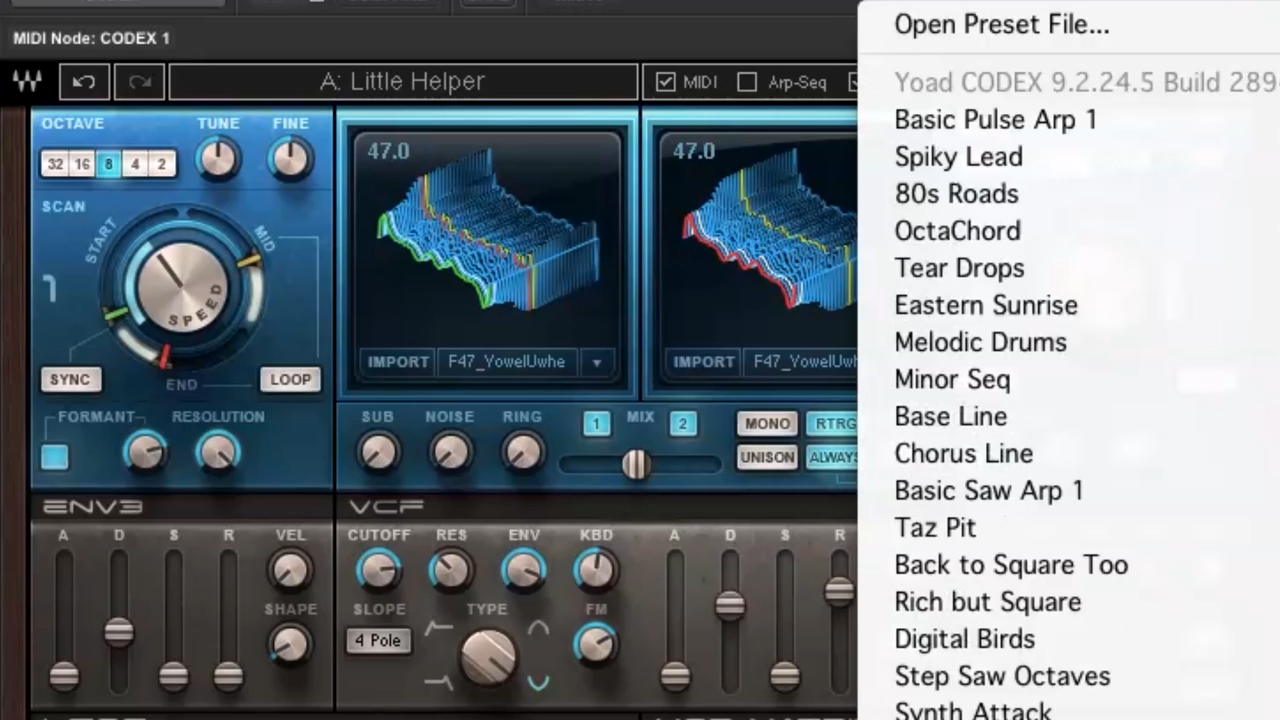 MIDI Node: CODEX 1
A: Little Helper
MIDI
Arp-Seq
OCTAVE
TUNE
FINE
32 16 8 4 2
SCAN
START
MID
SPEED
END
SYNC
LOOP
FORMANT
RESOLUTION
47.0
IMPORT
F47_YowelUwhe
47.0
IMPORT
SUB
NOISE
RING
1 MIX 2
MONO
RTRG
UNISON
ALWAYS
ENV3
A D S R VEL
SHAPE
VCF
CUTOFF RES ENV KBD
SLOPE
TYPE
FM
4 Pole
A D S R
Open Preset File...
Yoad CODEX 9.2.24.5 Build 289
Basic Pulse Arp 1
Spiky Lead
80s Roads
OctaChord
Tear Drops
Eastern Sunrise
Melodic Drums
Minor Seq
Base Line
Chorus Line
Basic Saw Arp 1
Taz Pit
Back to Square Too
Rich but Square
Digital Birds
Step Saw Octaves
Synth Attack